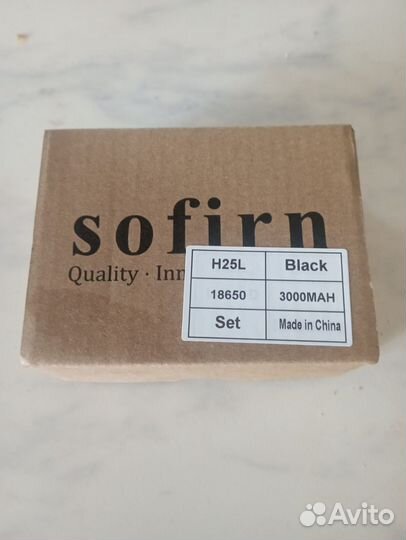 sofirn
Quality · Inn
H25L Black
18650 3000MAH
Set Made in China
Avito